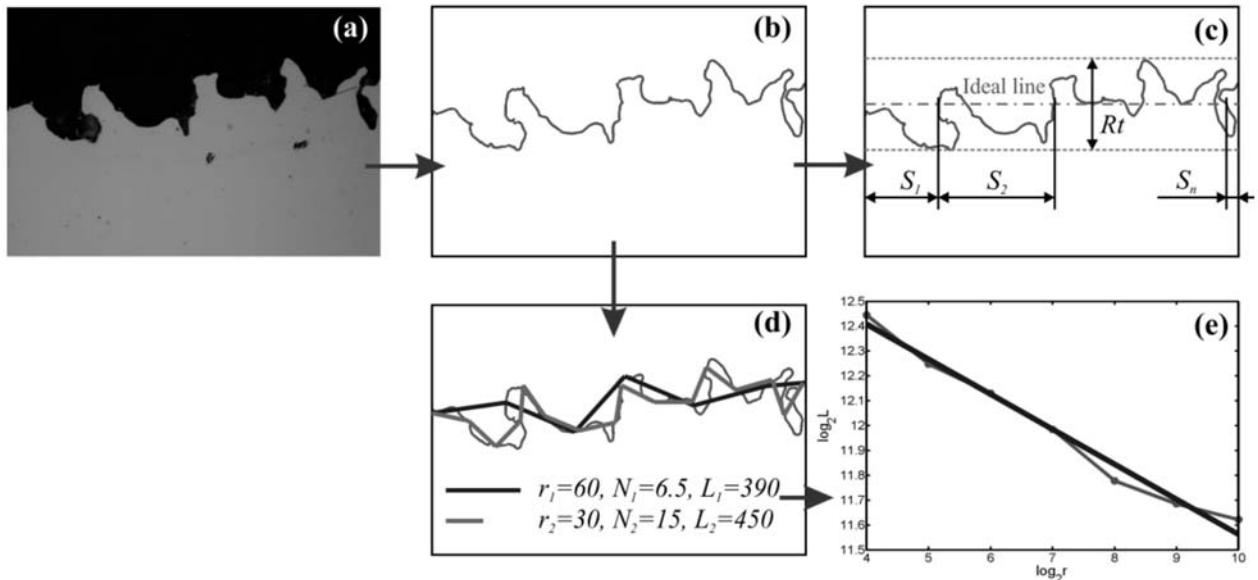 (a)
(b)
(c)
Ideal line
Rt
S₁
S₂
Sₙ
(d)
r₁=60, N₁=6.5, L₁=390
r₂=30, N₂=15, L₂=450
(e)
12.5
12.4
12.3
12.2
12.1
12
11.9
11.8
11.7
11.6
11.5
log₂L
4 5 6 7 8 9 10
log₂r